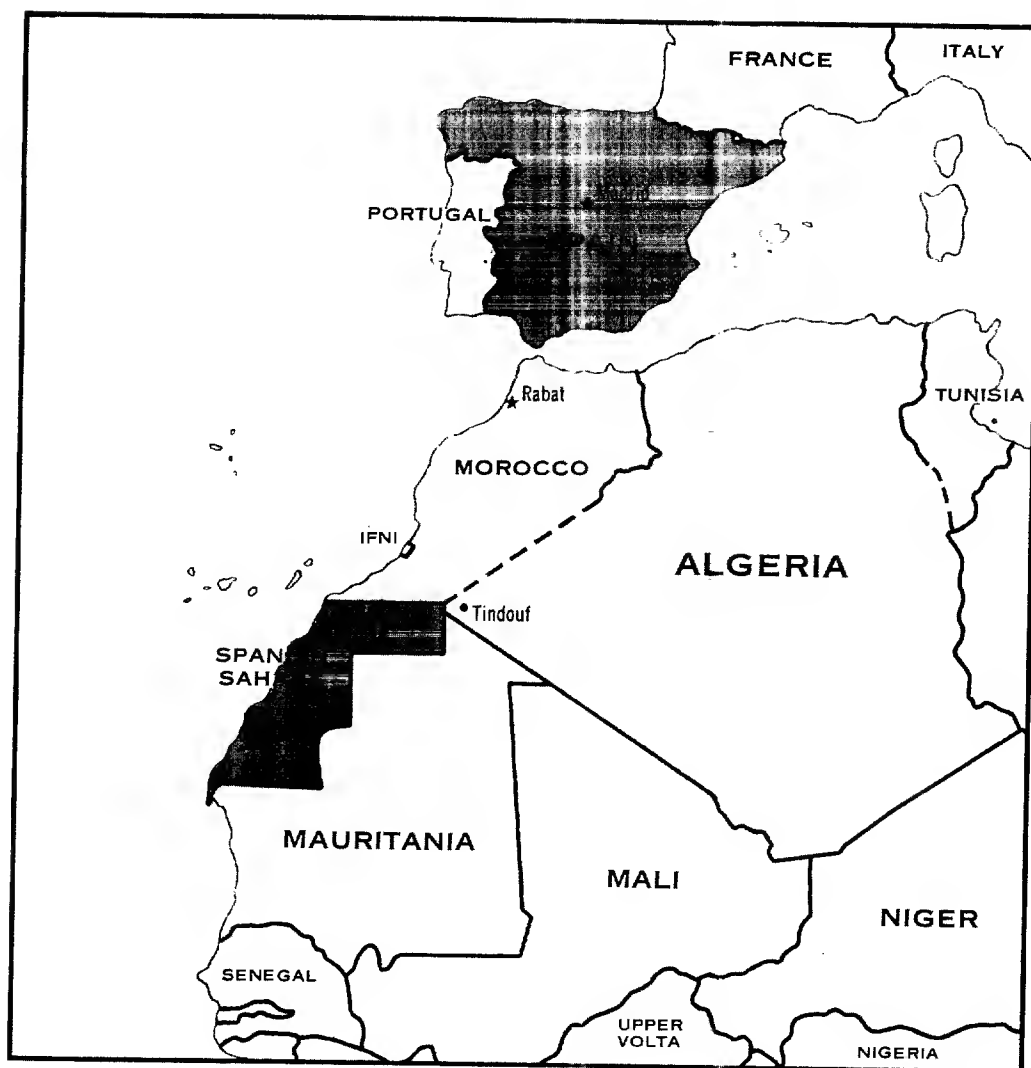 FRANCE
ITALY
PORTUGAL
Rabat
TUNISIA
MOROCCO
IFNI
ALGERIA
Tindouf
SPAN
SAH
MAURITANIA
MALI
NIGER
SENEGAL
UPPER
VOLTA
NIGERIA